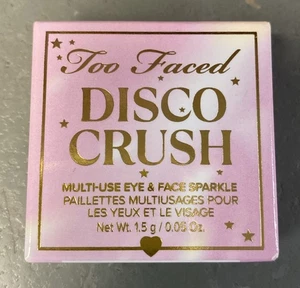 Too Faced
DISCO
CRUSH
MULTI-USE EYE & FACE SPARKLE
PAILLETTES MULTIUSAGES POUR
LES YEUX ET LE VISAGE
Net Wt. 1.5 g / 0.05 Oz.